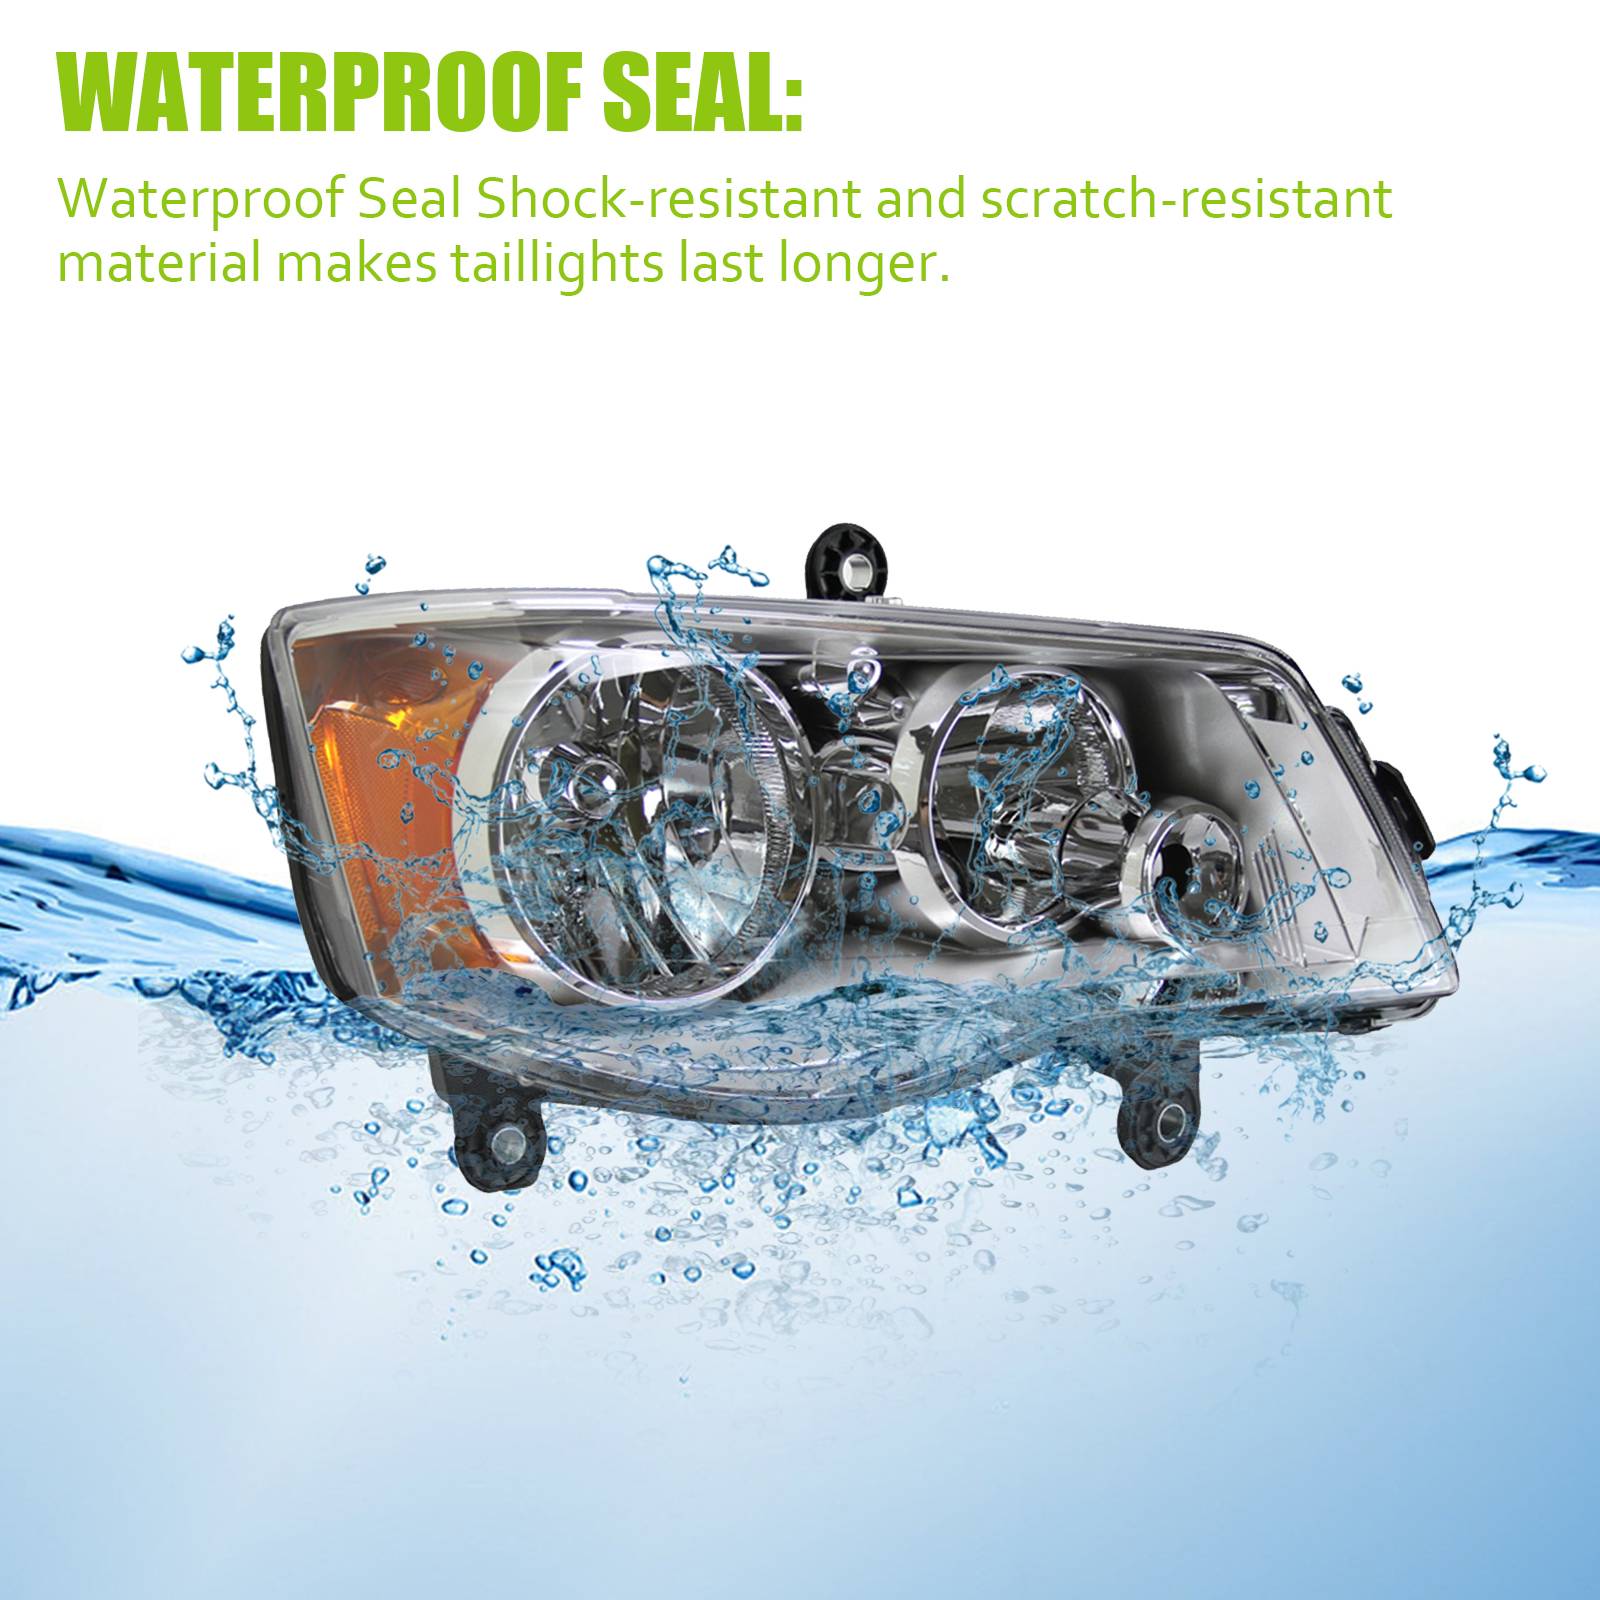 WATERPROOF SEAL:
Waterproof Seal Shock-resistant and scratch-resistant
material makes taillights last longer.